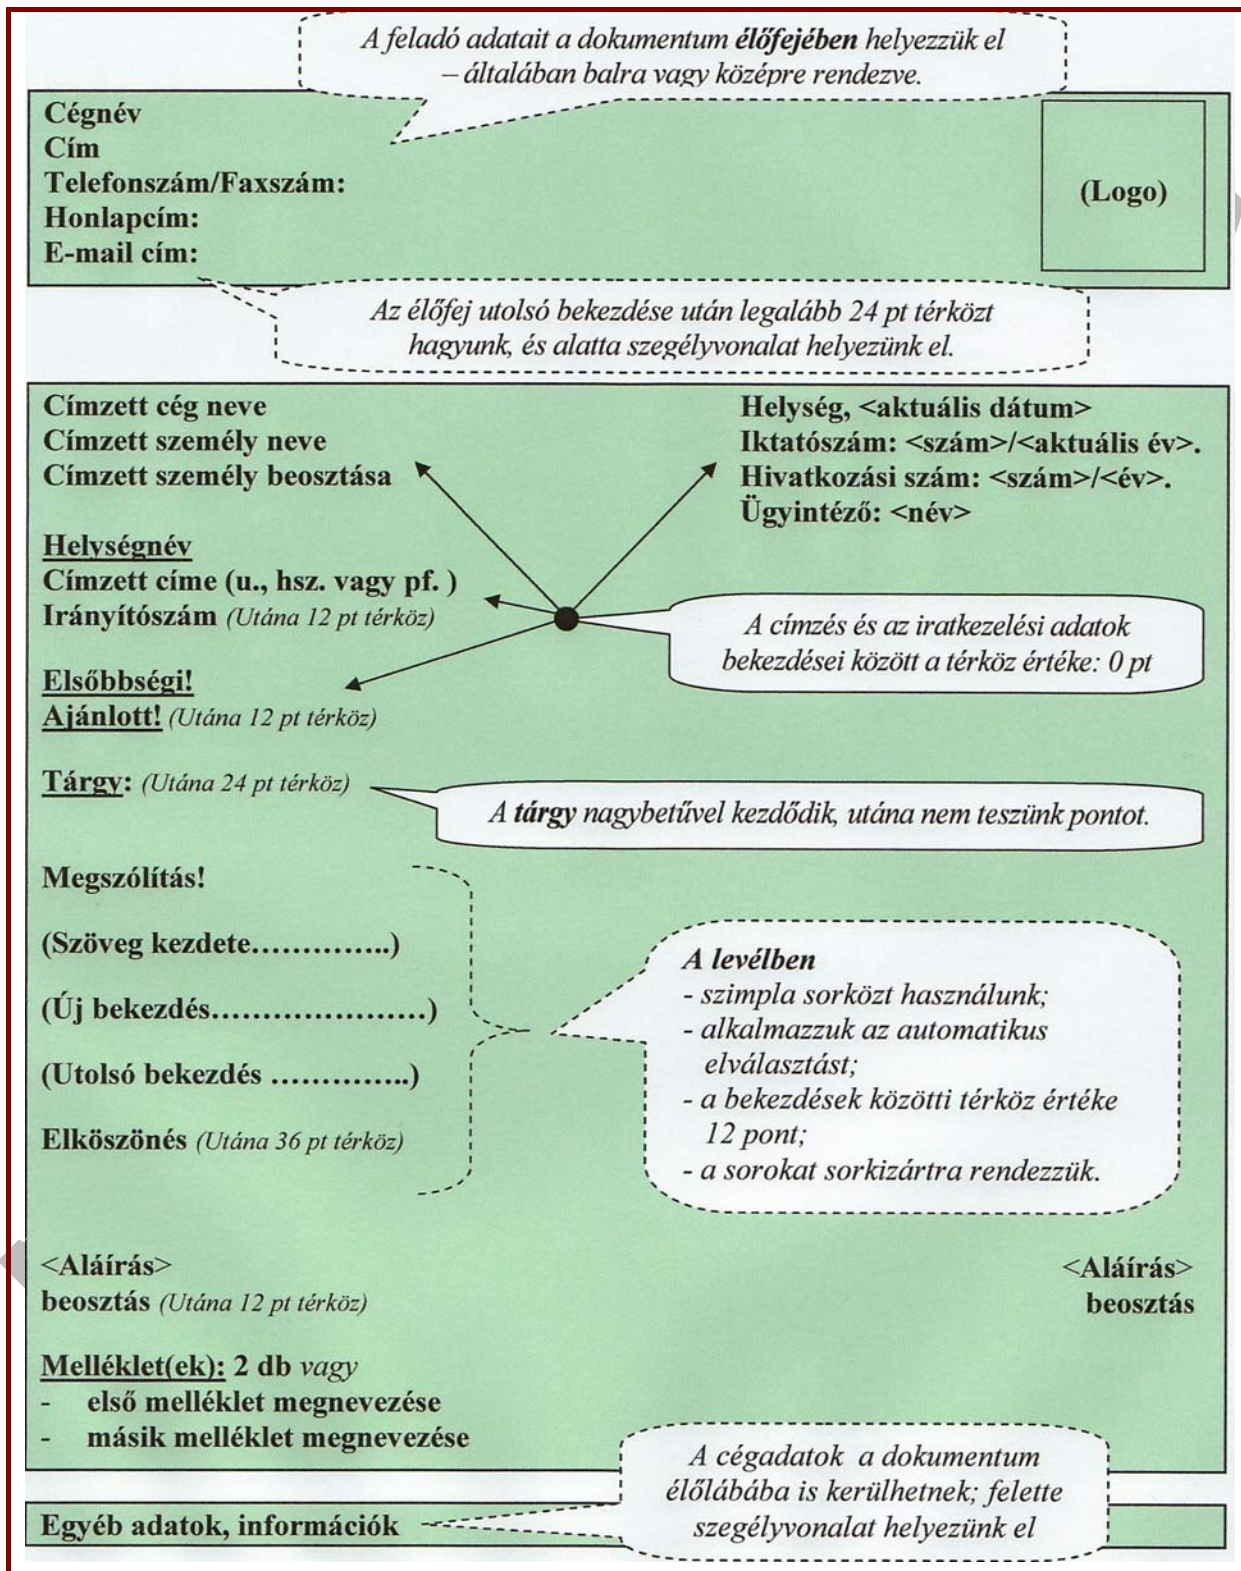 A feladó adatait a dokumentum élőfejében helyezzük el
– általában balra vagy középre rendezve.
Cégnév
Cím
Telefonszám/Faxszám:
Honlapcím:
E-mail cím:
(Logo)
Az élőfej utolsó bekezdése után legalább 24 pt térközt
hagyunk, és alatta szegélyvonalat helyezünk el.
Címzett cég neve
Címzett személy neve
Címzett személy beosztása
Helység, <aktuális dátum>
Iktatószám: <szám>/<aktuális év>.
Hivatkozási szám: <szám>/<év>.
Ügyintéző: <név>
Helységnév
Címzett címe (u., hsz. vagy pf. )
Irányítószám (Utána 12 pt térköz)
A címzés és az iratkezelési adatok
bekezdései között a térköz értéke: 0 pt
Elsőbbségi!
Ajánlott! (Utána 12 pt térköz)
Tárgy: (Utána 24 pt térköz)
A tárgy nagybetűvel kezdődik, utána nem teszünk pontot.
Megszólítás!
(Szöveg kezdete…………..)
(Új bekezdés…………………)
(Utolsó bekezdés …………..)
Elköszönés (Utána 36 pt térköz)
A levélben
- szimpla sorközt használunk;
- alkalmazzuk az automatikus
elválasztást;
- a bekezdések közötti térköz értéke
12 pont;
- a sorokat sorkizártra rendezzük.
<Aláírás>
beosztás (Utána 12 pt térköz)
<Aláírás>
beosztás
Melléklet(ek): 2 db vagy
- első melléklet megnevezése
- másik melléklet megnevezése
A cégadatok a dokumentum
élőlábába is kerülhetnek; felette
szegélyvonalat helyezünk el
Egyéb adatok, információk